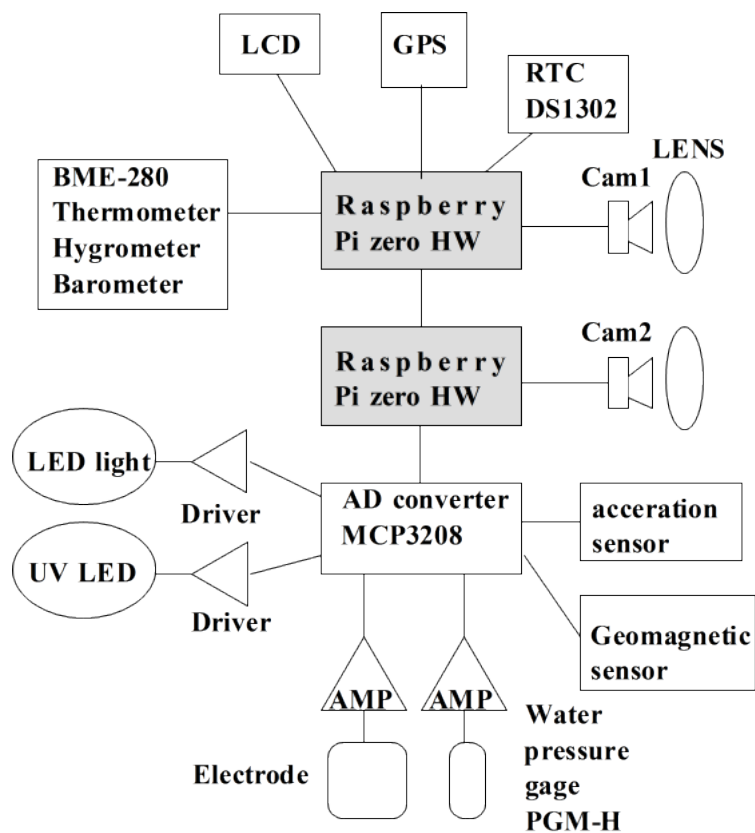 LCD
GPS
RTC
DS1302
LENS
Cam1
BME-280
Thermometer
Hygrometer
Barometer
Raspberry
Pi zero HW
Cam2
Raspberry
Pi zero HW
LED light
Driver
AD converter
MCP3208
acceration
sensor
UV LED
Driver
Geomagnetic
sensor
AMP
AMP
Electrode
Water
pressure
gage
PGM-H